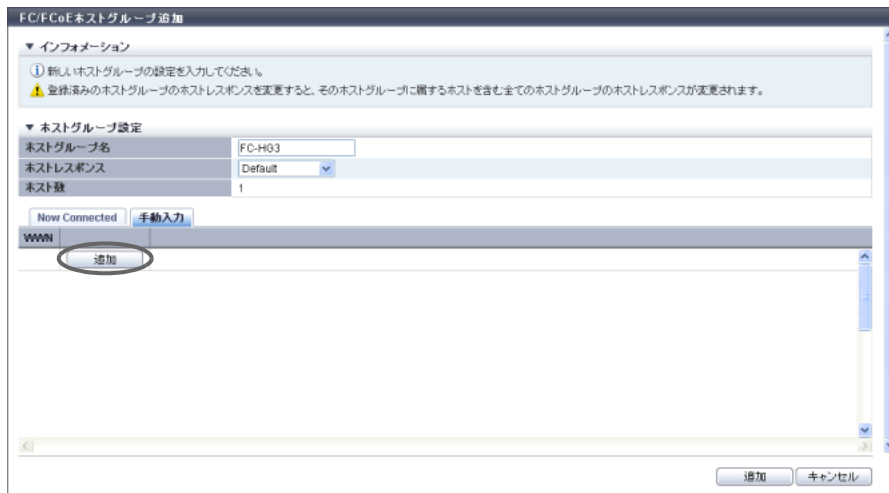 FC/FCoEホストグループ追加
▼ インフォメーション
新しいホストグループの設定を入力してください。
登録済みのホストグループのホストレスポンスを変更すると、そのホストグループに属するホストを含む全てのホストグループのホストレスポンスが変更されます。
▼ ホストグループ設定
ホストグループ名 FC-HG3
ホストレスポンス Default
ホスト数 1
Now Connected 手動入力
WWN
追加
追加 キャンセル